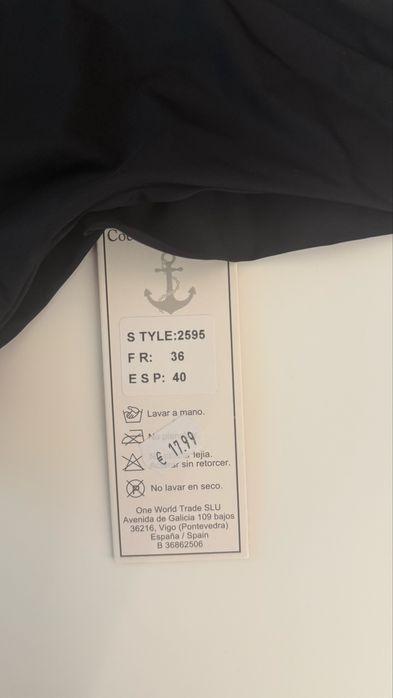 S TYLE:2595
F R: 36
E S P: 40
Lavar a mano.
No
€ 17.99
lejia.
sin retorcer.
No lavar en seco.
One World Trade SLU
Avenida de Galicia 109 bajos
36216, Vigo (Pontevedra)
España / Spain
B 36862506